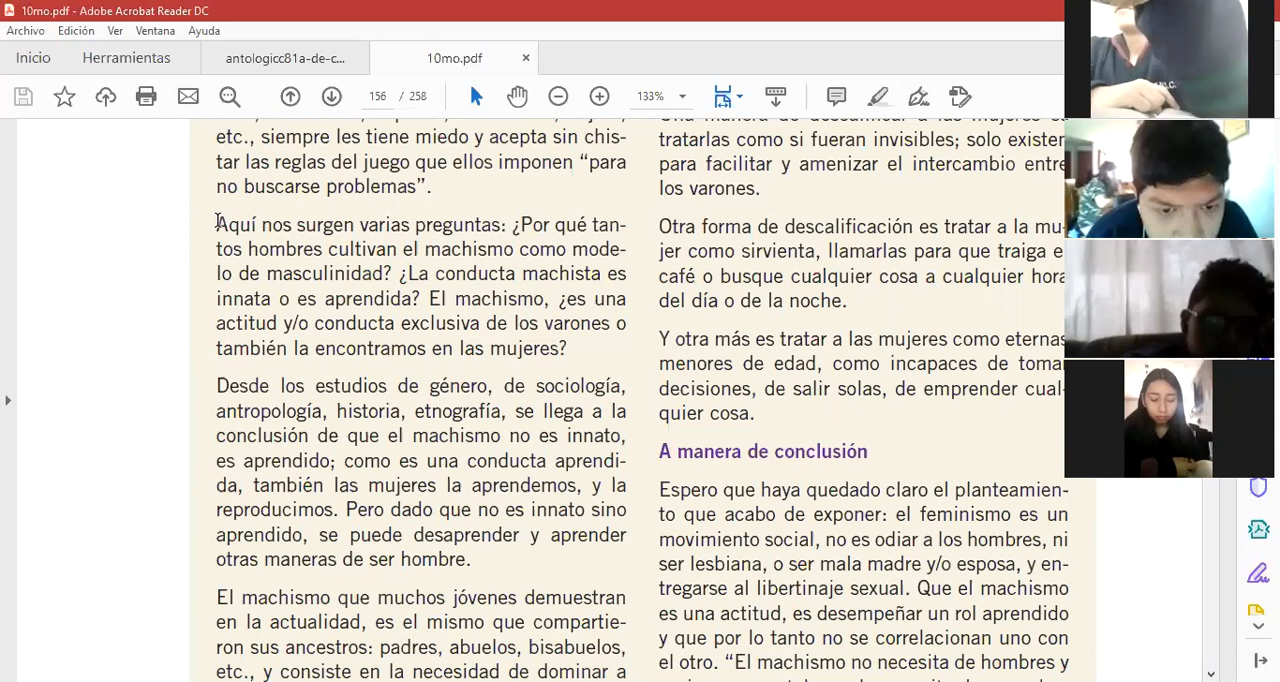 10mo.pdf - Adobe Acrobat Reader DC
Archivo Edición Ver Ventana Ayuda
Inicio Herramientas antologicc81a-de-c... 10mo.pdf ×
156 / 258 133%
siempre les tiene miedo y acepta sin chis-
tar las reglas del juego que ellos imponen “para
no buscarse problemas”.
Aquí nos surgen varias preguntas: ¿Por qué tan-
tos hombres cultivan el machismo como mode-
lo de masculinidad? ¿La conducta machista es
innata o es aprendida? El machismo, ¿es una
actitud y/o conducta exclusiva de los varones o
también la encontramos en las mujeres?
Desde los estudios de género, de sociología,
antropología, historia, etnografía, se llega a la
conclusión de que el machismo no es innato,
es aprendido; como es una conducta aprendi-
da, también las mujeres la aprendemos, y la
reproducimos. Pero dado que no es innato sino
aprendido, se puede desaprender y aprender
otras maneras de ser hombre.
El machismo que muchos jóvenes demuestran
en la actualidad, es el mismo que compartie-
ron sus ancestros: padres, abuelos, bisabuelos,
etc., y consiste en la necesidad de dominar a
tratarlas como si fueran invisibles; solo existen
para facilitar y amenizar el intercambio entre
los varones.
Otra forma de descalificación es tratar a la mu-
jer como sirvienta, llamarlas para que traiga el
café o busque cualquier cosa a cualquier hora
del día o de la noche.
Y otra más es tratar a las mujeres como eternas
menores de edad, como incapaces de tomar
decisiones, de salir solas, de emprender cual-
quier cosa.
A manera de conclusión
Espero que haya quedado claro el planteamien-
to que acabo de exponer: el feminismo es un
movimiento social, no es odiar a los hombres, ni
ser lesbiana, o ser mala madre y/o esposa, y en-
tregarse al libertinaje sexual. Que el machismo
es una actitud, es desempeñar un rol aprendido
y que por lo tanto no se correlacionan uno con
el otro. “El machismo no necesita de hombres y